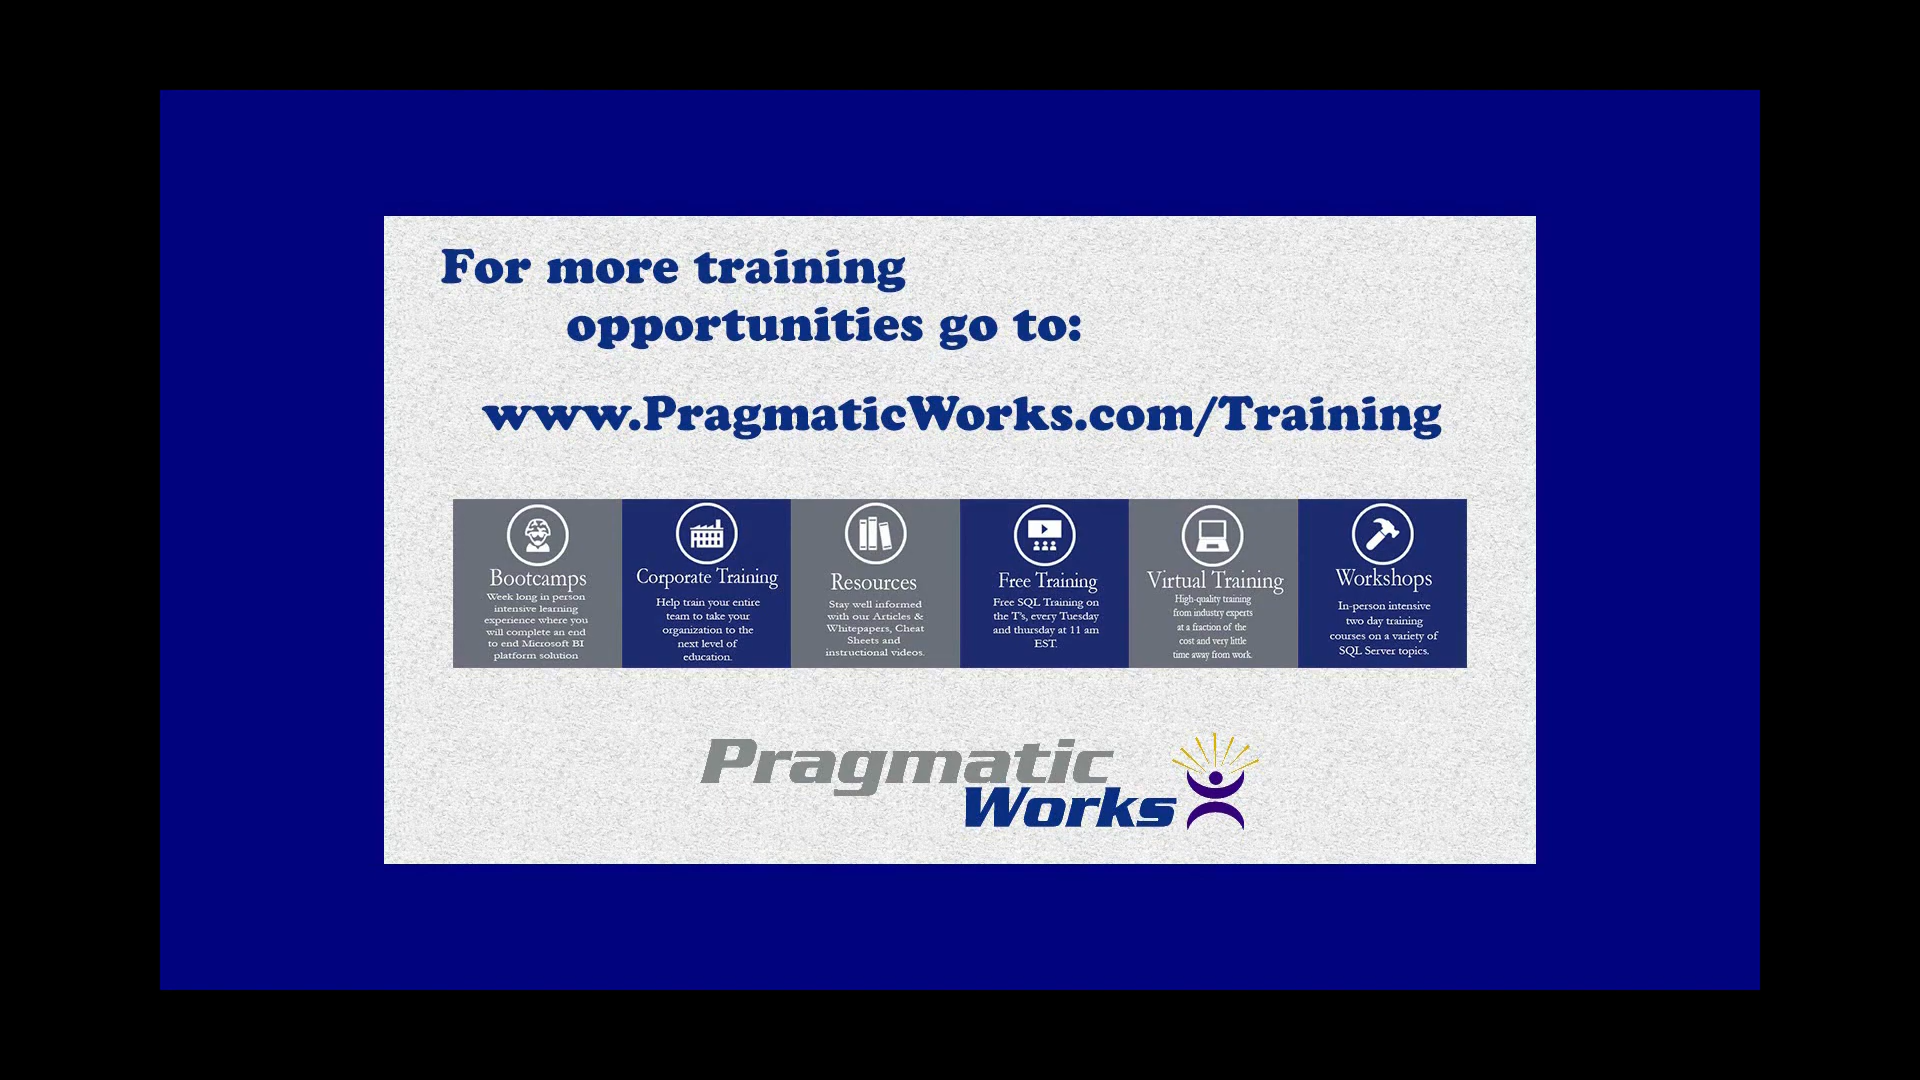 For more training
opportunities go to:
www.PragmaticWorks.com/Training
Bootcamps
Week long in person
intensive learning
experience where you
will complete an end
to end Microsoft BI
platform solution
Corporate Training
Help train your entire
team to take your
organization to the
next level of
education.
Resources
Stay well informed
with our Articles &
Whitepapers, Cheat
Sheets and
instructional videos.
Free Training
Free SQL Training on
the T's, every Tuesday
and thursday at 11 am
EST.
Virtual Training
High-quality training
from industry experts
at a fraction of the
cost and very little
time away from work.
Workshops
In-person intensive
two day training
courses on a variety of
SQL Server topics.
Pragmatic
Works